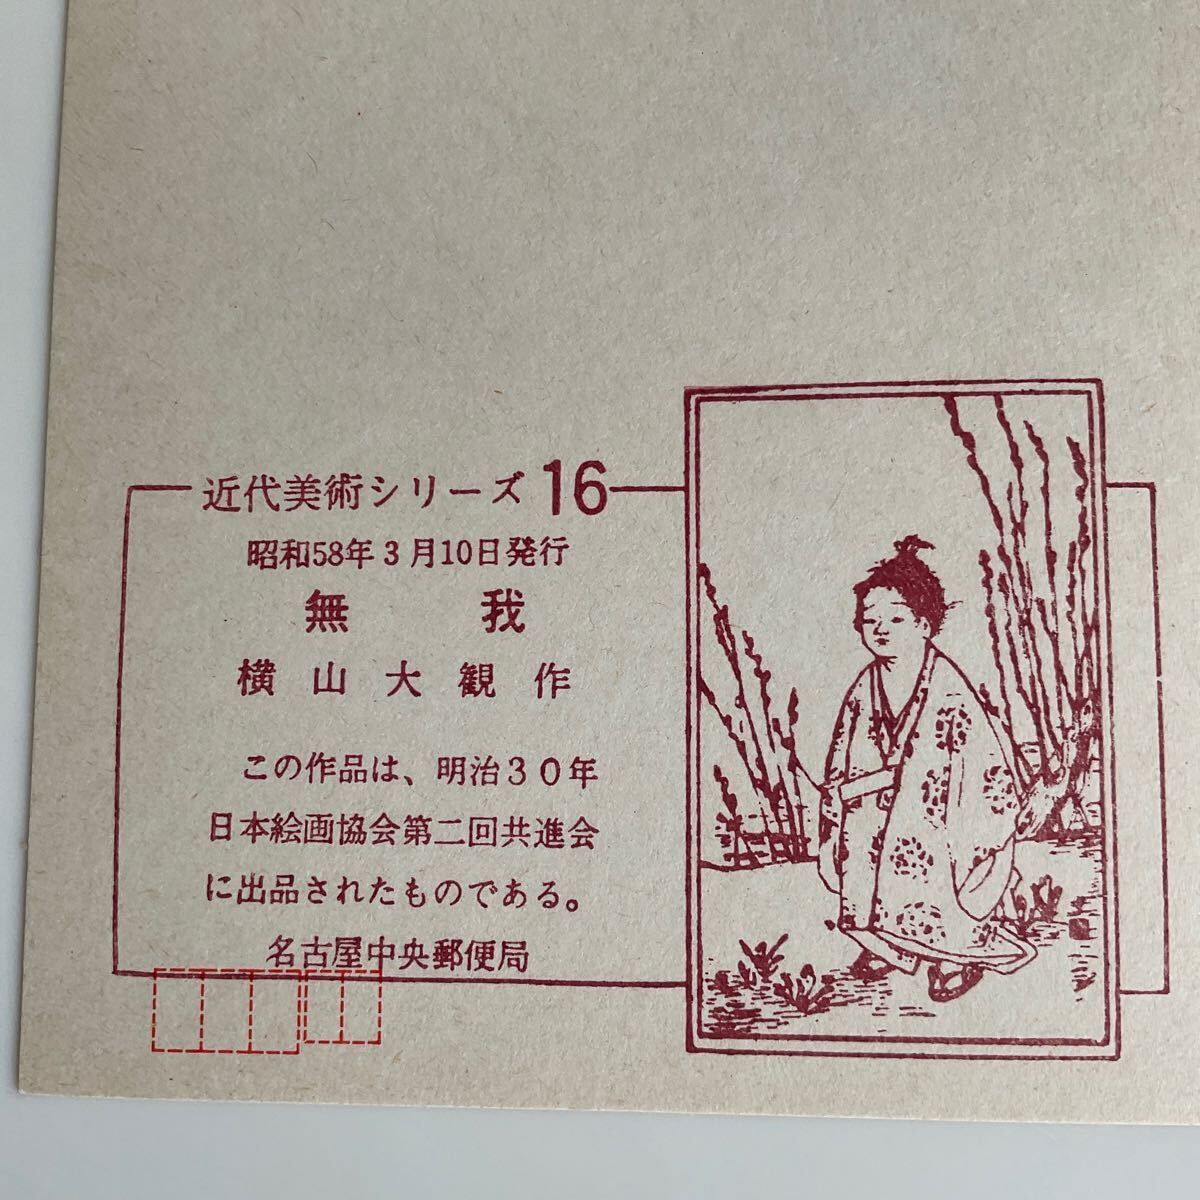 近代美術シリーズ 16
昭和58年3月10日発行
無我
横山大観作
この作品は、明治30年
日本絵画協会第二回共進会
に出品されたものである。
名古屋中央郵便局